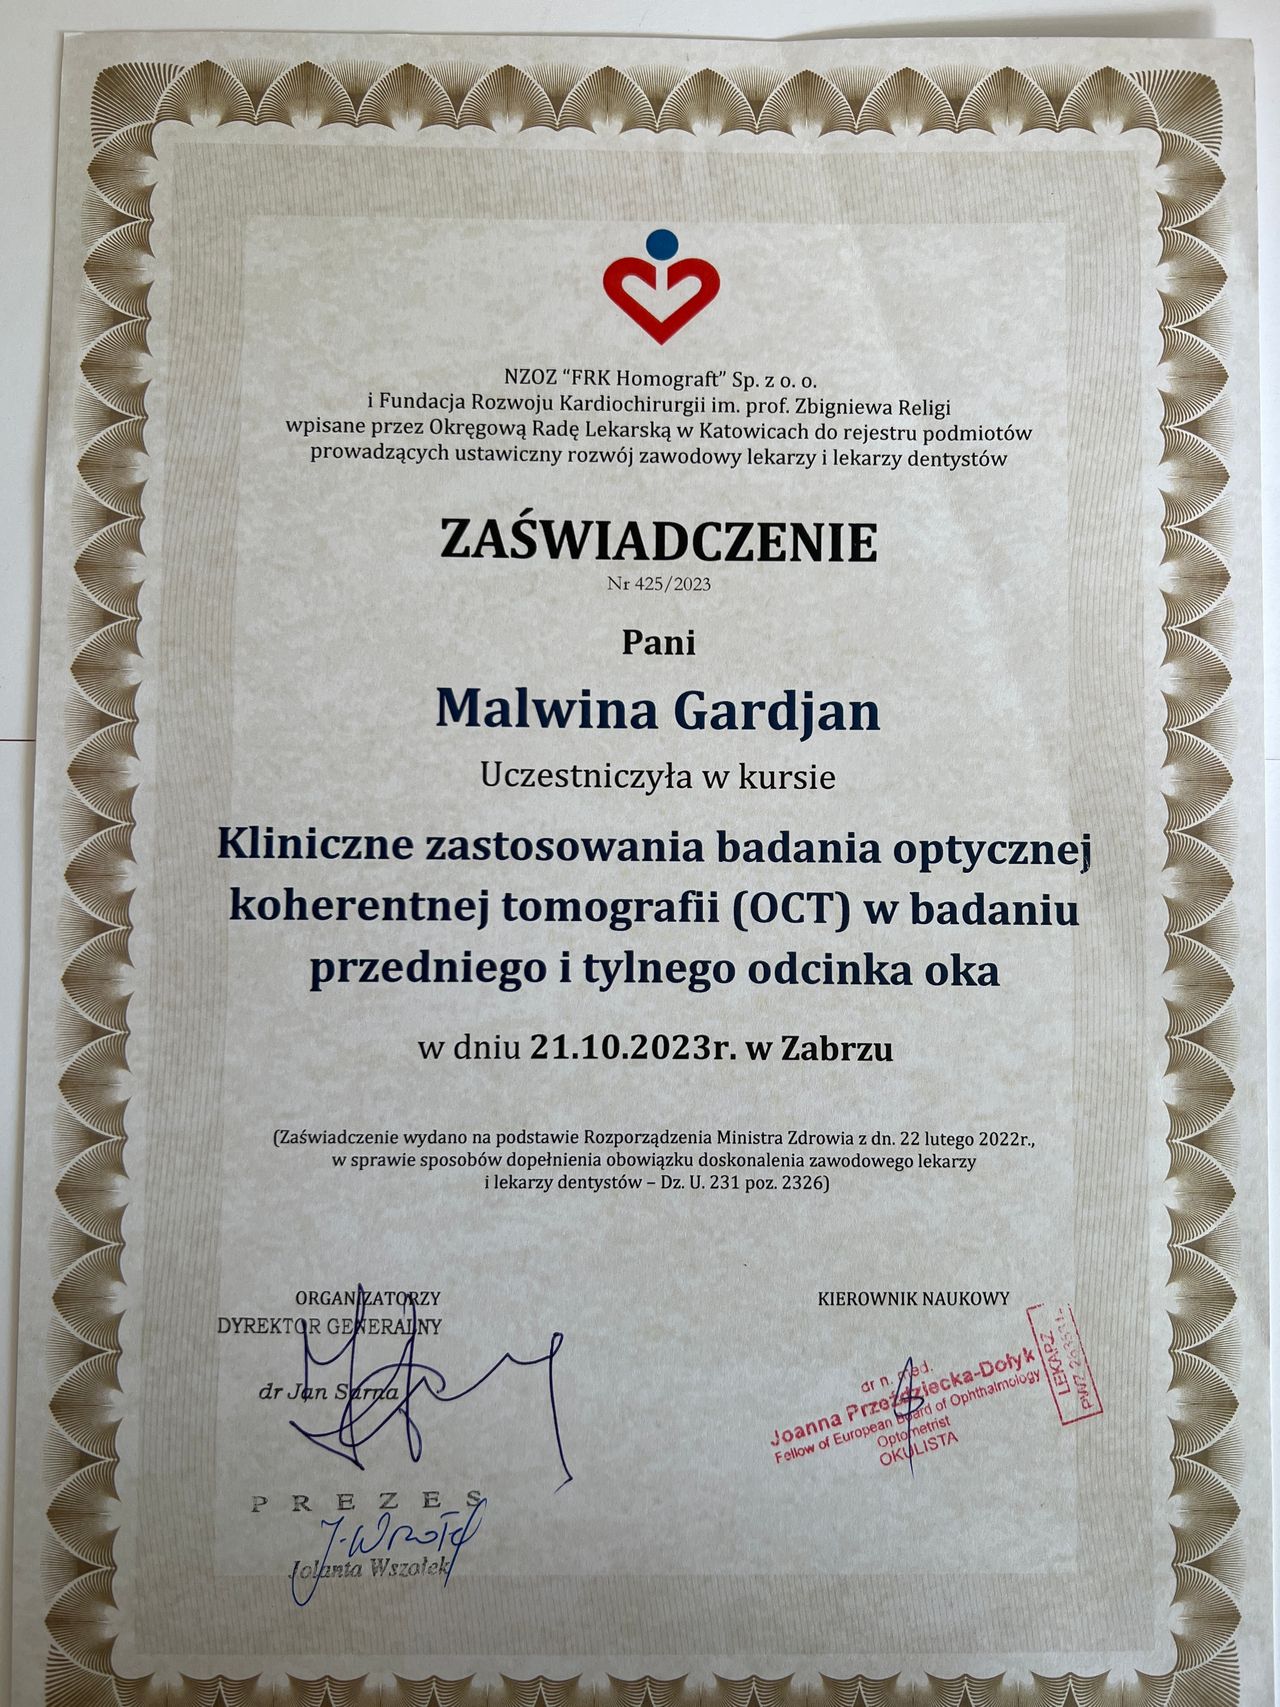 NZOZ “FRK Homograft” Sp. z o. o.
i Fundacja Rozwoju Kardiochirurgii im. prof. Zbigniewa Religi
wpisane przez Okręgową Radę Lekarską w Katowicach do rejestru podmiotów
prowadzących ustawiczny rozwój zawodowy lekarzy i lekarzy dentystów
ZAŚWIADCZENIE
Nr 425/2023
Pani
Malwina Gardjan
Uczestniczyła w kursie
Kliniczne zastosowania badania optycznej
koherentnej tomografii (OCT) w badaniu
przedniego i tylnego odcinka oka
w dniu 21.10.2023r. w Zabrzu
(Zaświadczenie wydano na podstawie Rozporządzenia Ministra Zdrowia z dn. 22 lutego 2022r.,
w sprawie sposobów dopełnienia obowiązku doskonalenia zawodowego lekarzy
i lekarzy dentystów – Dz. U. 231 poz. 2326)
ORGANIZATORZY
DYREKTOR GENERALNY
dr Jan Sarna
PREZES
J. Wszołek
Jolanta Wszołek
KIEROWNIK NAUKOWY
dr n. med.
Joanna Przeździecka-Dołyk
Fellow of European Board of Ophthalmology
Optometrist
OKULISTA
LEKARZ